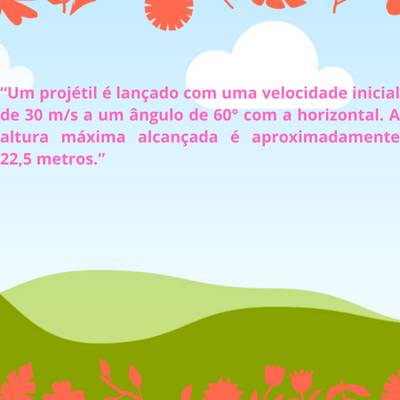 “Um projétil é lançado com uma velocidade inicial
de 30 m/s a um ângulo de 60° com a horizontal. A
altura máxima alcançada é aproximadamente
22,5 metros.”